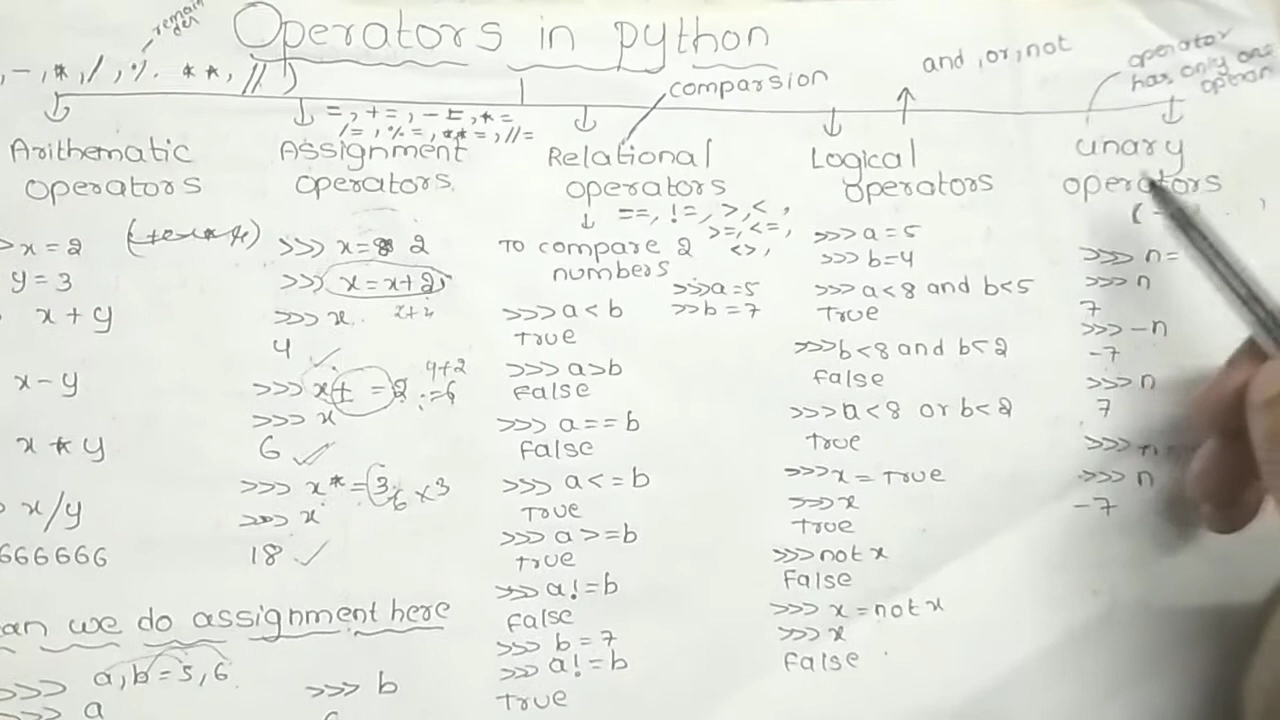 Operators in python
remainder
, -, *, /, %, **, //)
=, +=, -=, *=
/=, %=, **=, //=
comparsion
and, or, not
operator
has only one
Arithematic
operators
x = 2
y = 3
x + y
x - y
x * y
x/y
666666
Assignment
operators.
>>> x = 2
>>> x = x+2
>>> x
4
>>> x+ = 2
4+2
=6
>>> x
6
>>> x* = 3
6 x 3
>>> x
18
Relational
operators
==, !=, >, <,
>=, <=,
<>,
To compare 2
numbers
>>> a=5
>>> b=7
>>> a < b
True
>>> a>b
False
>>> a==b
False
>>> a<=b
True
>>> a>=b
True
>>> a!=b
False
>>> b = 7
>>> a!=b
True
Logical
operators
>>> a=5
>>> b=4
>>> a<8 and b<5
True
>>> b<8 and b<2
False
>>> a<8 or b<2
True
>>> x = True
>>> x
True
>>> not x
False
>>> x = not x
>>> x
False
unary
operators
>>> n=
>>> n
7
>>> -n
-7
>>> n
7
>>> n
>>> n
-7
an we do assignment here
>>> a,b=5,6
>>> a
>>> b